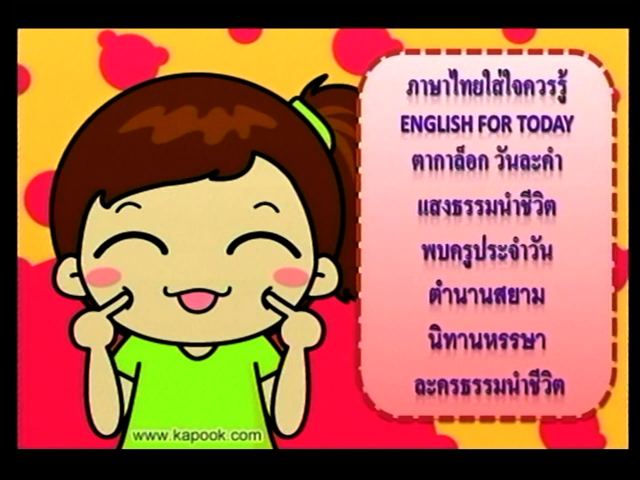 ภาษาไทยใส่ใจควรรู้
ENGLISH FOR TODAY
ตากาล็อก วันละคำ
แสงธรรมนำชีวิต
พบครูประจำวัน
ตำนานสยาม
นิทานหรรษา
ละครธรรมนำชีวิต
www.kapook.com